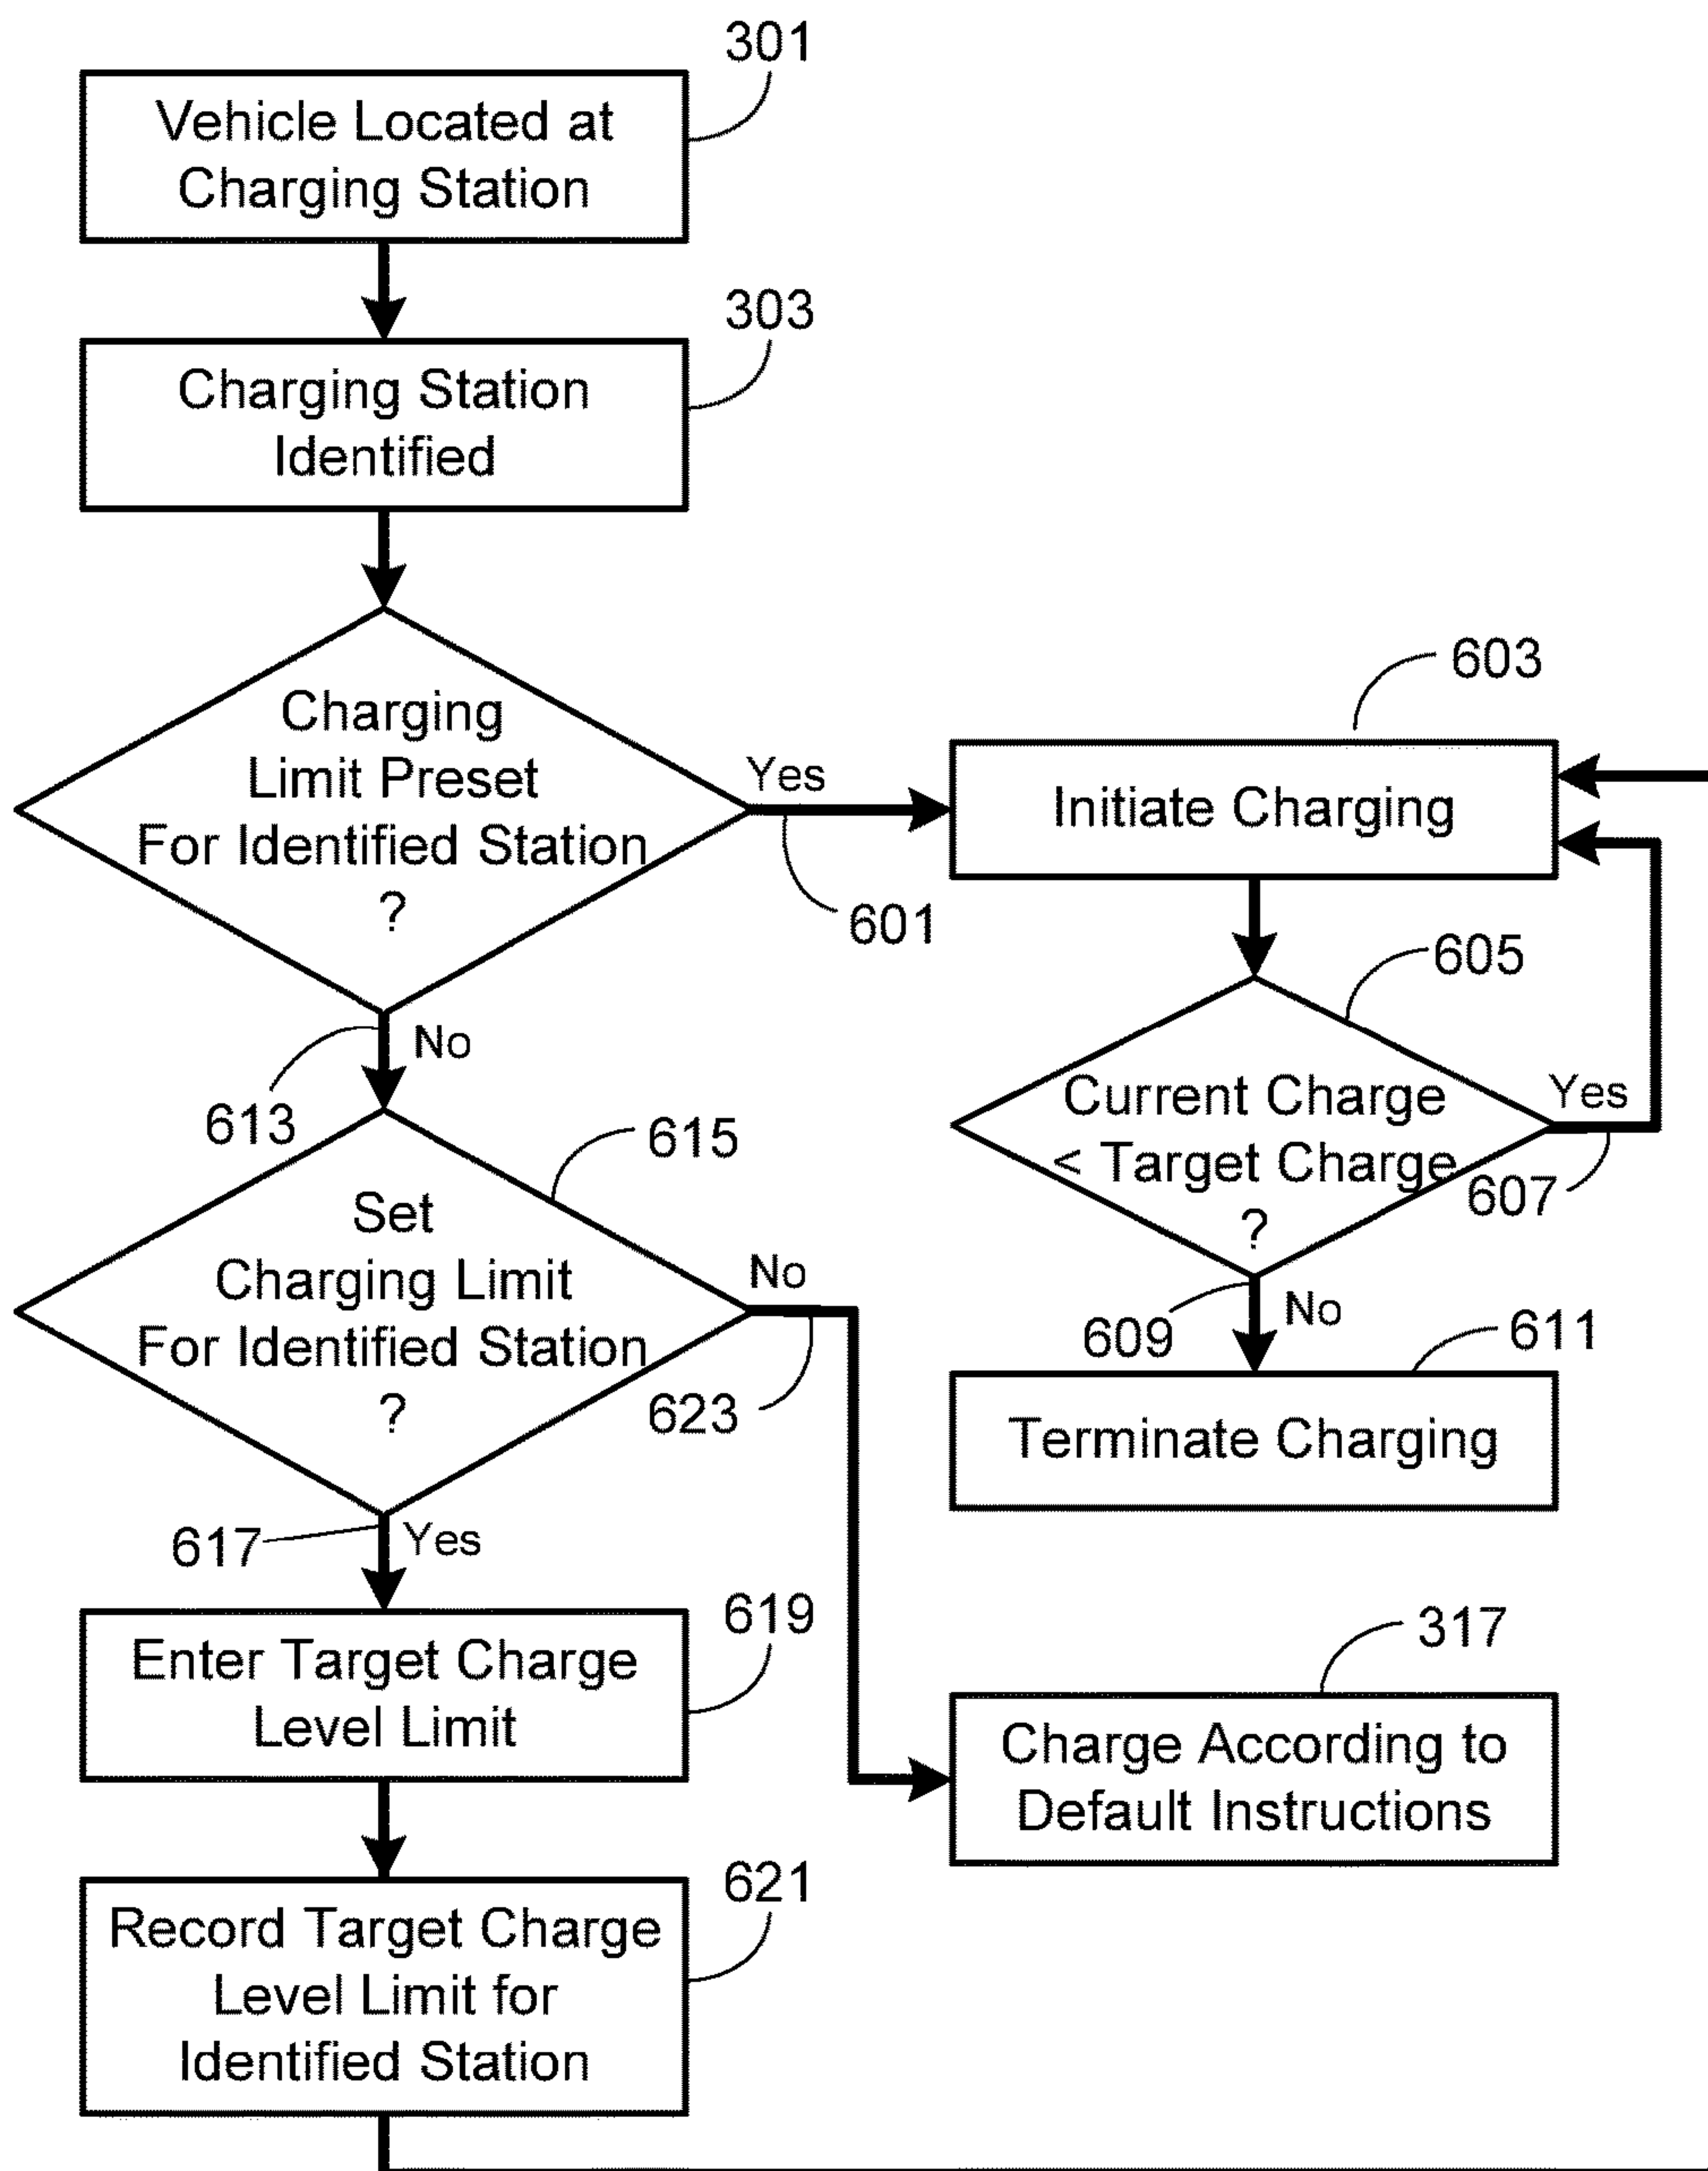 301
Vehicle Located at
Charging Station
303
Charging Station
Identified
Charging
Limit Preset
For Identified Station
?
Yes
601
603
Initiate Charging
605
Current Charge
< Target Charge
?
Yes
607
609
No
611
Terminate Charging
No
613
615
Set
Charging Limit
For Identified Station
?
No
623
617
Yes
619
Enter Target Charge
Level Limit
317
Charge According to
Default Instructions
621
Record Target Charge
Level Limit for
Identified Station